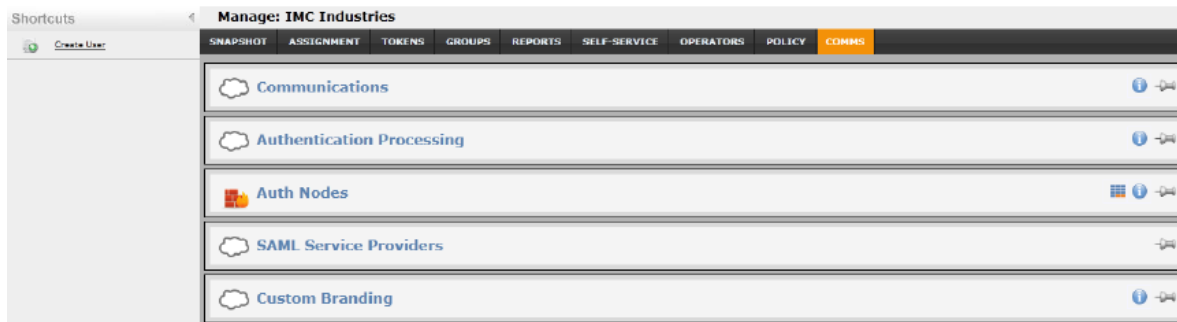 Shortcuts
Create User
Manage: IMC Industries
SNAPSHOT ASSIGNMENT TOKENS GROUPS REPORTS SELF-SERVICE OPERATORS POLICY COMMS
Communications
Authentication Processing
Auth Nodes
SAML Service Providers
Custom Branding